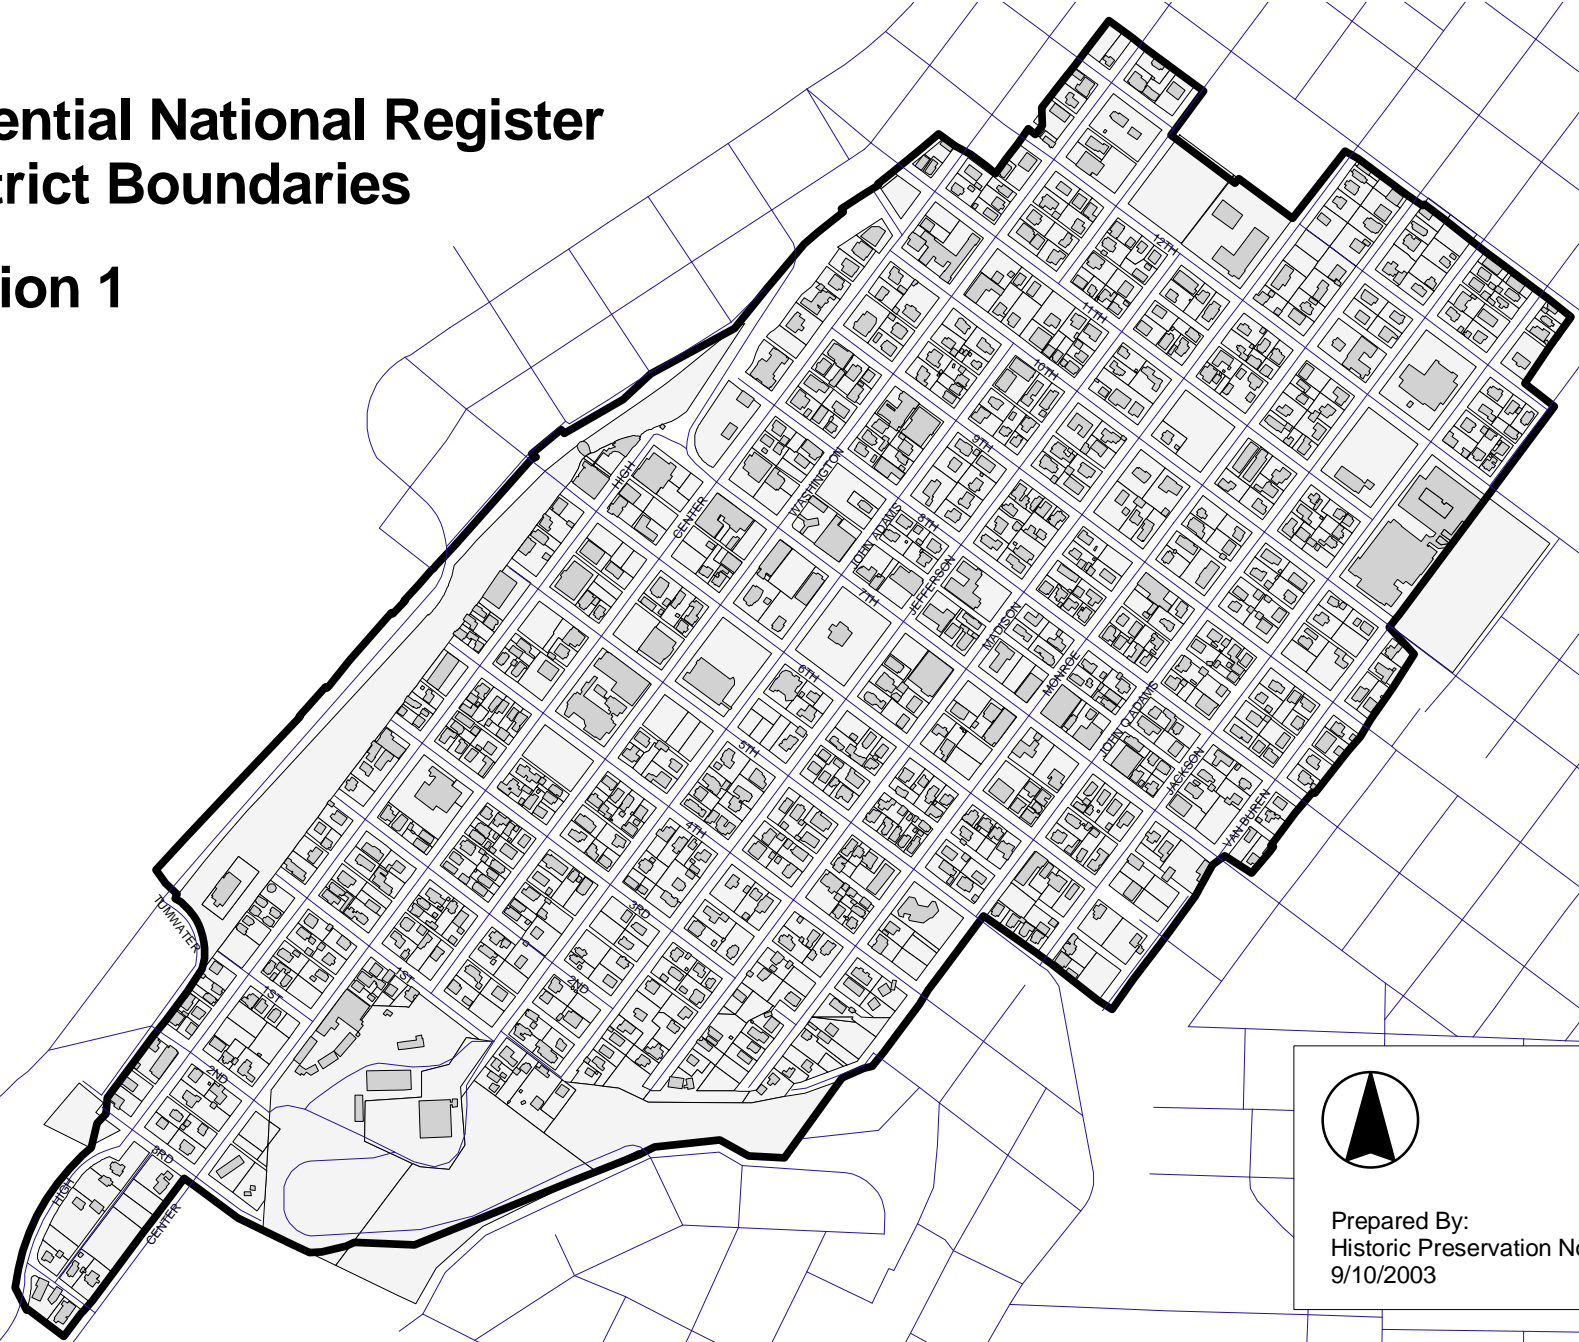 ential National Register
trict Boundaries
ion 1
12TH
11TH
10TH
9TH
HIGH
WASHINGTON
CENTER
JOHN ADAMS
8TH
JEFFERSON
7TH
MADISON
MONROE
6TH
JOHN Q ADAMS
5TH
JACKSON
VAN BUREN
4TH
3RD
TUMWATER
1ST
2ND
1ST
2ND
3RD
HIGH
CENTER
Prepared By:
Historic Preservation No
9/10/2003